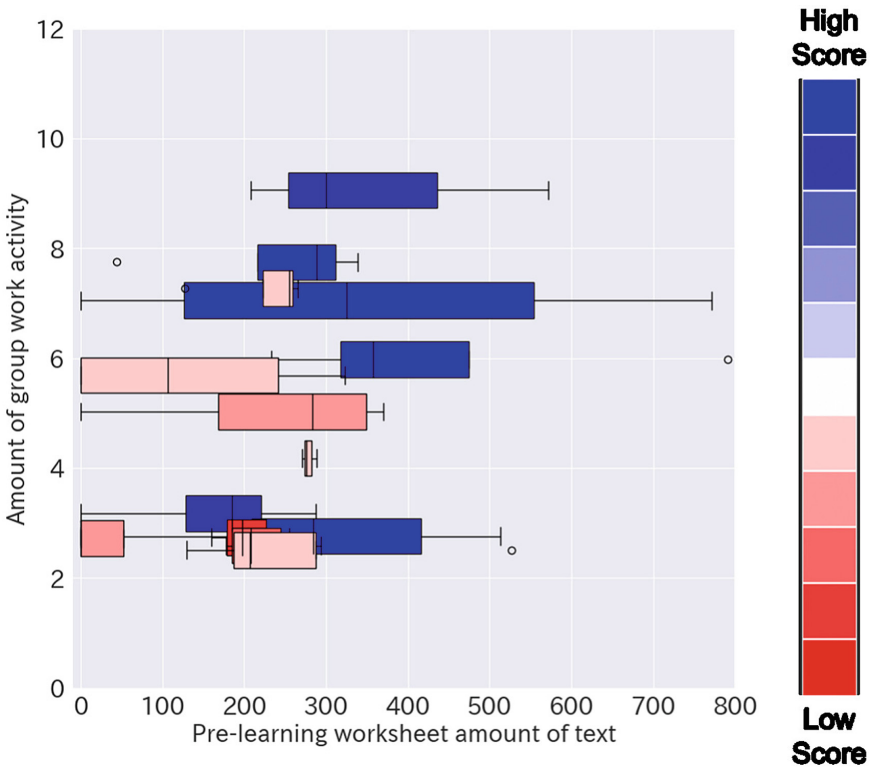 High
Score
12
10
8
6
4
2
0
Amount of group work activity
0 100 200 300 400 500 600 700 800
Pre-learning worksheet amount of text
Low
Score